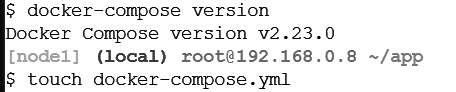 $ docker-compose version
Docker Compose version v2.23.0
[node1] (local) root@192.168.0.8 ~/app
$ touch docker-compose.yml